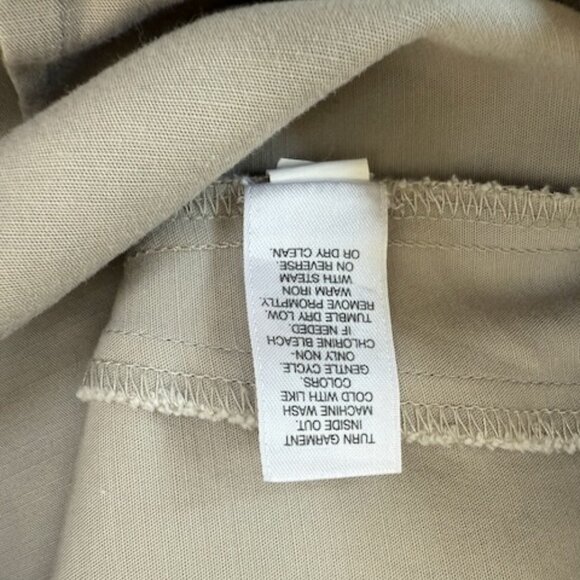 TURN GARMENT
INSIDE OUT.
MACHINE WASH
COLD WITH LIKE
COLORS.
GENTLE CYCLE.
ONLY NON-
CHLORINE BLEACH
IF NEEDED.
TUMBLE DRY LOW.
REMOVE PROMPTLY.
WARM IRON
WITH STEAM
ON REVERSE.
OR DRY CLEAN.